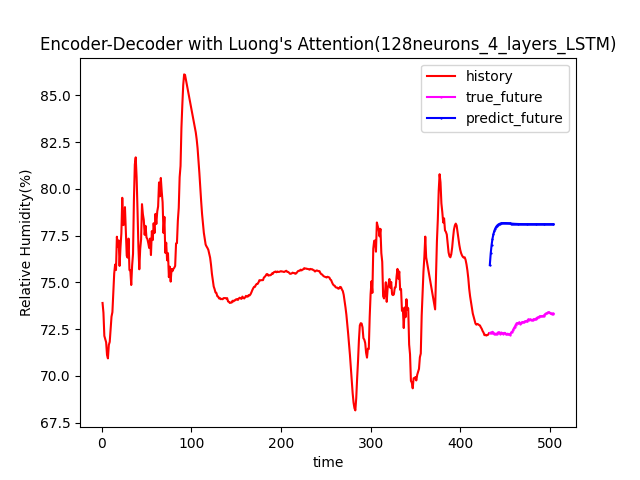 Encoder-Decoder with Luong's Attention(128neurons_4_layers_LSTM)
history
true_future
predict_future
Relative Humidity(%)
85.0
82.5
80.0
77.5
75.0
72.5
70.0
67.5
0
100
200
300
400
500
time